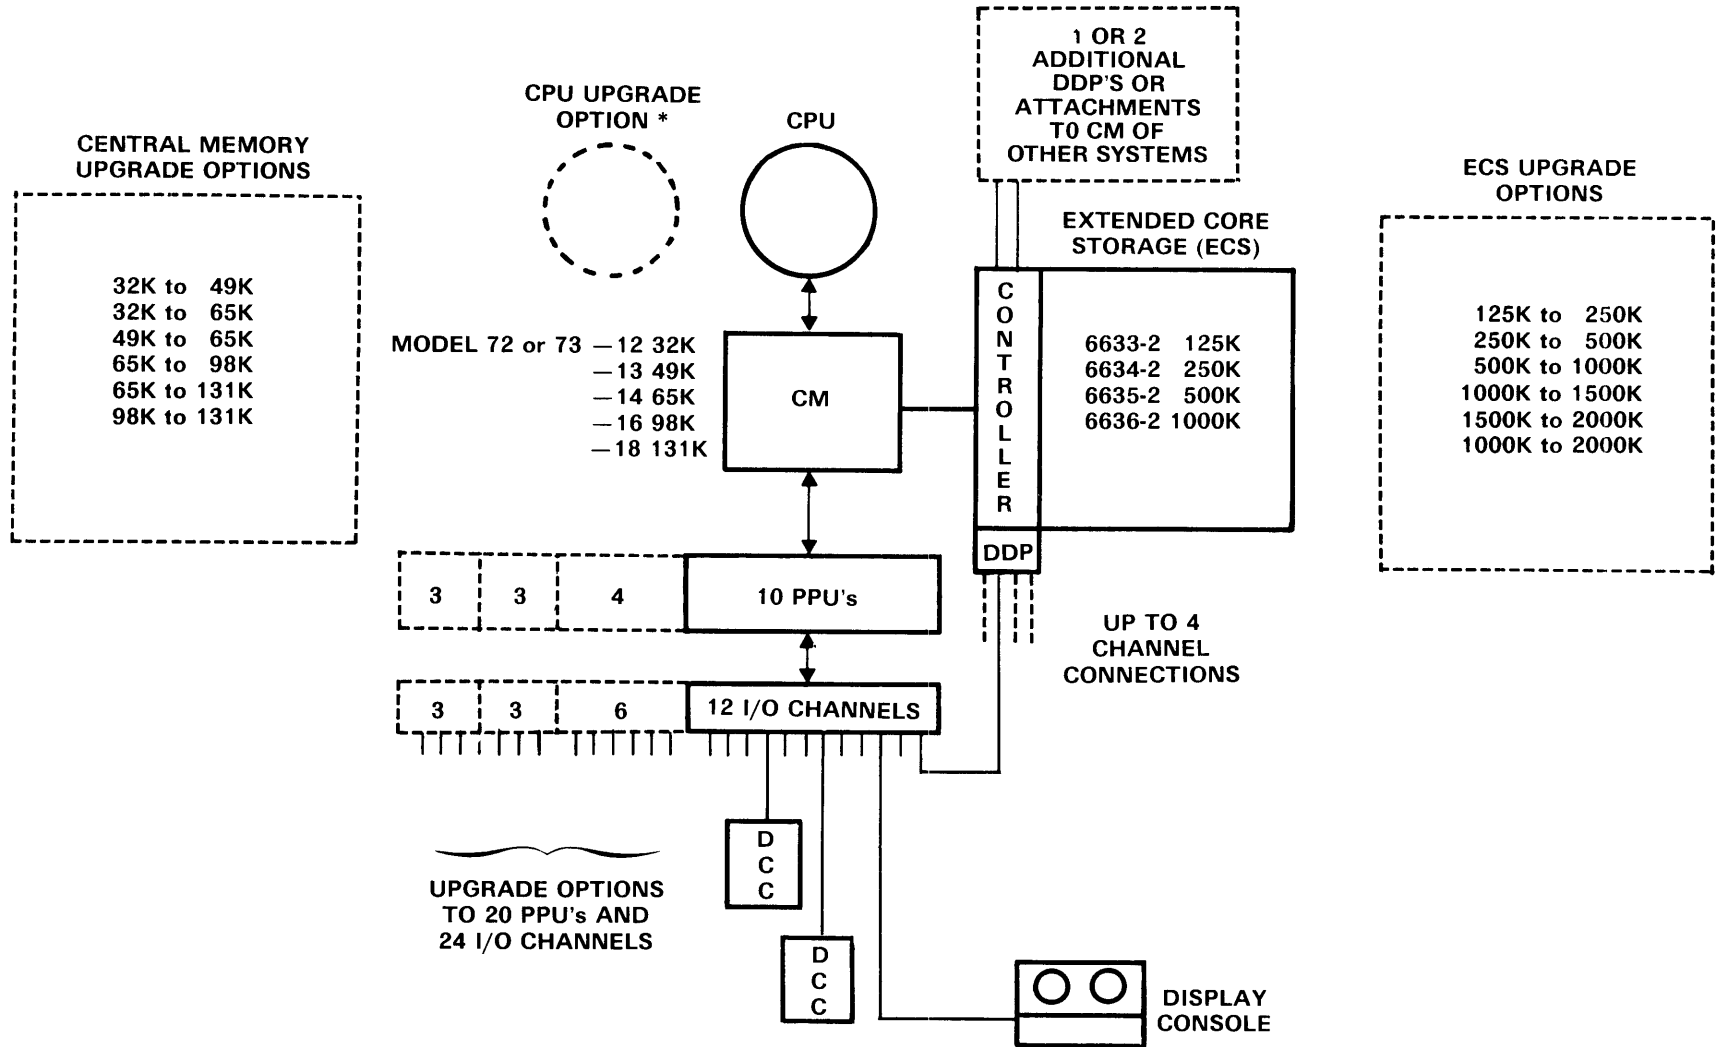 1 OR 2
ADDITIONAL
DDP'S OR
ATTACHMENTS
TO CM OF
OTHER SYSTEMS
CPU UPGRADE
OPTION *
CPU
CENTRAL MEMORY
UPGRADE OPTIONS
32K to 49K
32K to 65K
49K to 65K
65K to 98K
65K to 131K
98K to 131K
MODEL 72 or 73 —12 32K
—13 49K
—14 65K
—16 98K
—18 131K
CM
EXTENDED CORE
STORAGE (ECS)
CONTROLLER
6633-2 125K
6634-2 250K
6635-2 500K
6636-2 1000K
DDP
ECS UPGRADE
OPTIONS
125K to 250K
250K to 500K
500K to 1000K
1000K to 1500K
1500K to 2000K
1000K to 2000K
3 3 4 10 PPU's
UP TO 4
CHANNEL
CONNECTIONS
3 3 6 12 I/O CHANNELS
UPGRADE OPTIONS
TO 20 PPU's AND
24 I/O CHANNELS
DCC
DCC
DISPLAY
CONSOLE